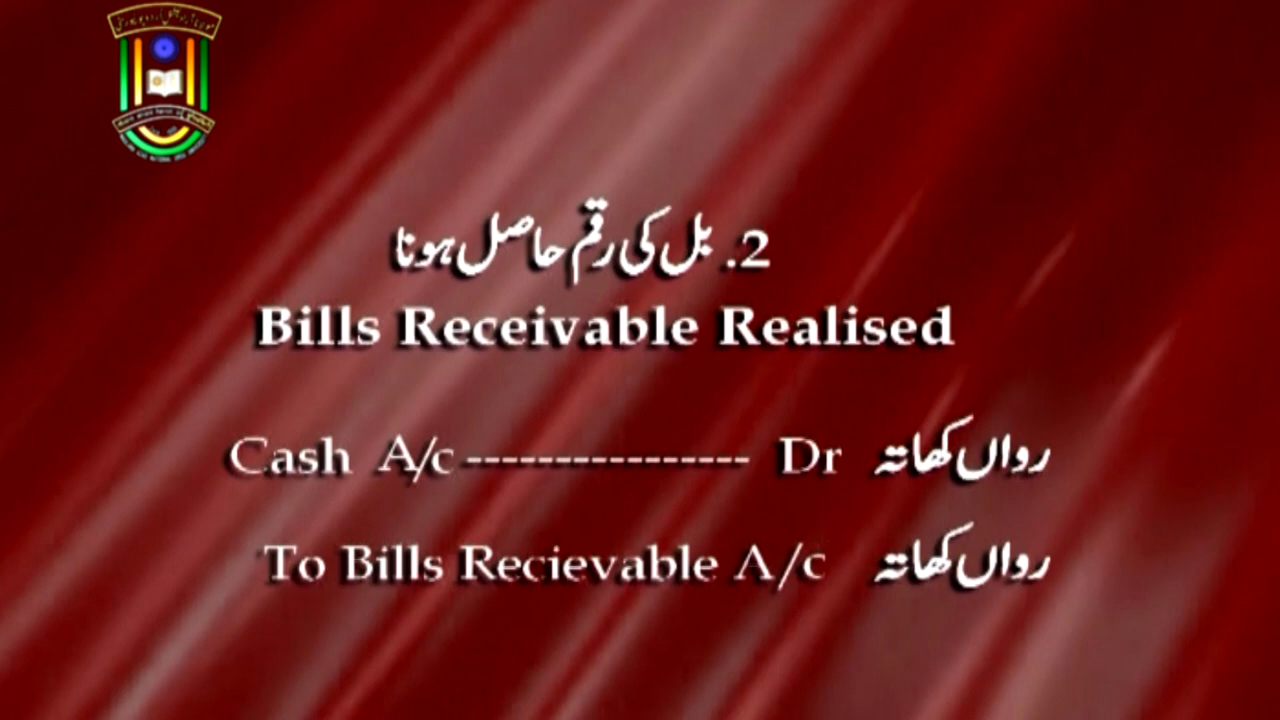 2. بل کی رقم حاصل ہونا
Bills Receivable Realised
Cash A/c ---------------- Dr رواں کھاتہ
To Bills Recievable A/c رواں کھاتہ